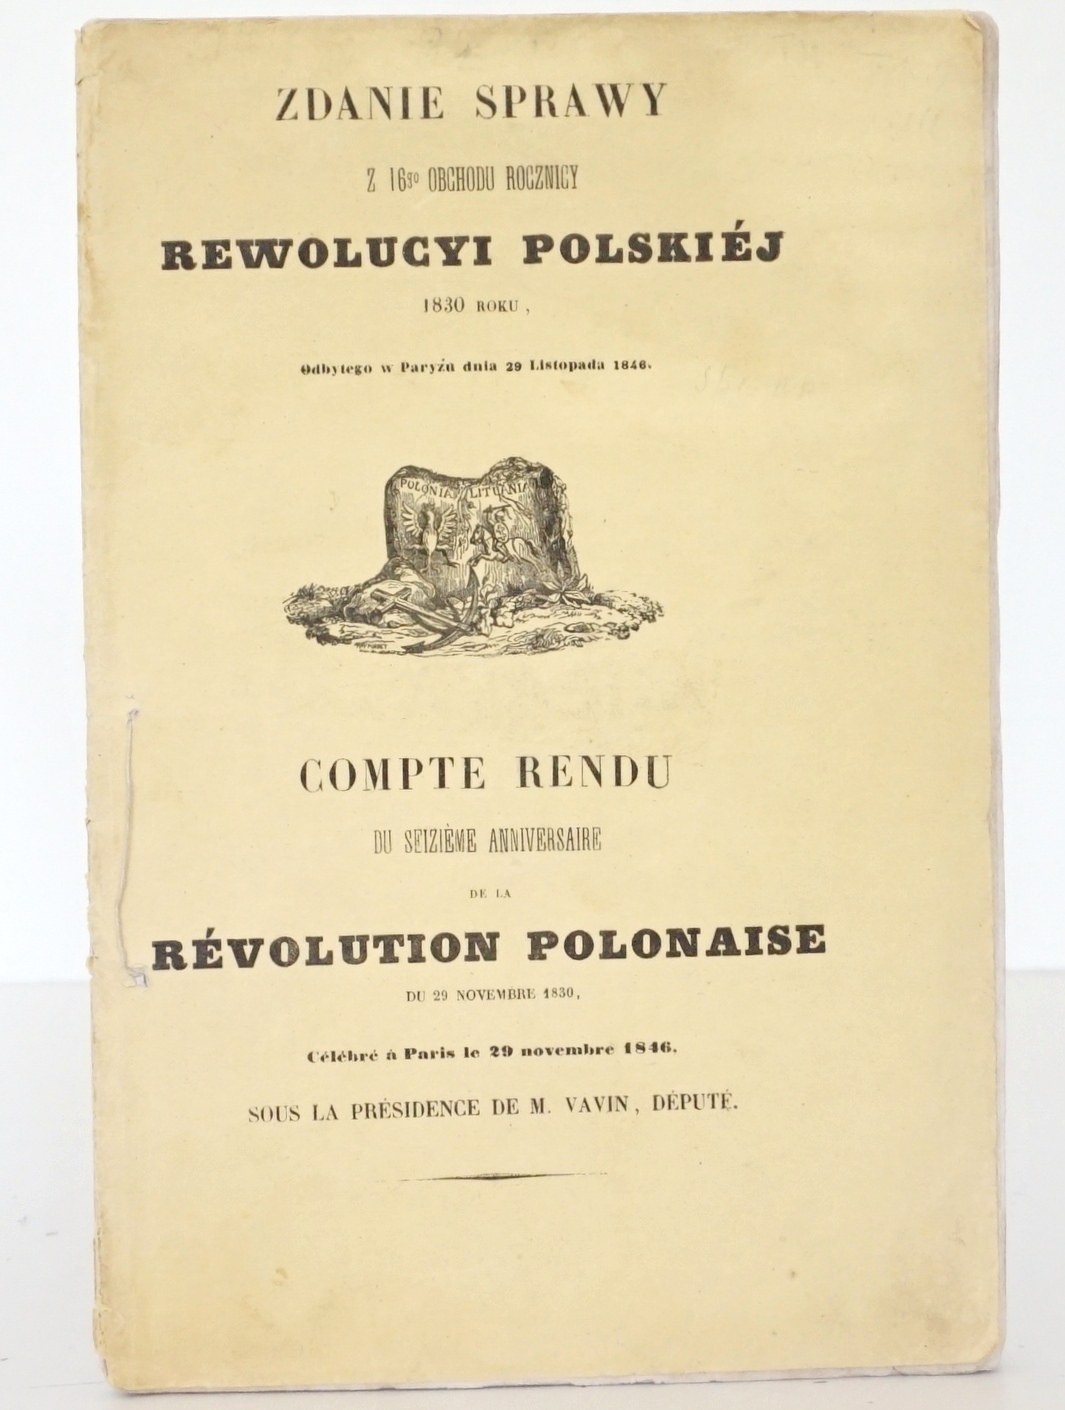 ZDANIE SPRAWY
Z 16go OBCHODU ROCZNICY
REWOLUCYI POLSKIÉJ
1830 ROKU,
Odbytego w Paryżu dnia 29 Listopada 1846.
POLONIA LITUANIA
COMPTE RENDU
DU SEIZIÈME ANNIVERSAIRE
DE LA
RÉVOLUTION POLONAISE
DU 29 NOVEMBRE 1830,
Célébré à Paris le 29 novembre 1846.
SOUS LA PRÉSIDENCE DE M. VAVIN, DÉPUTÉ.